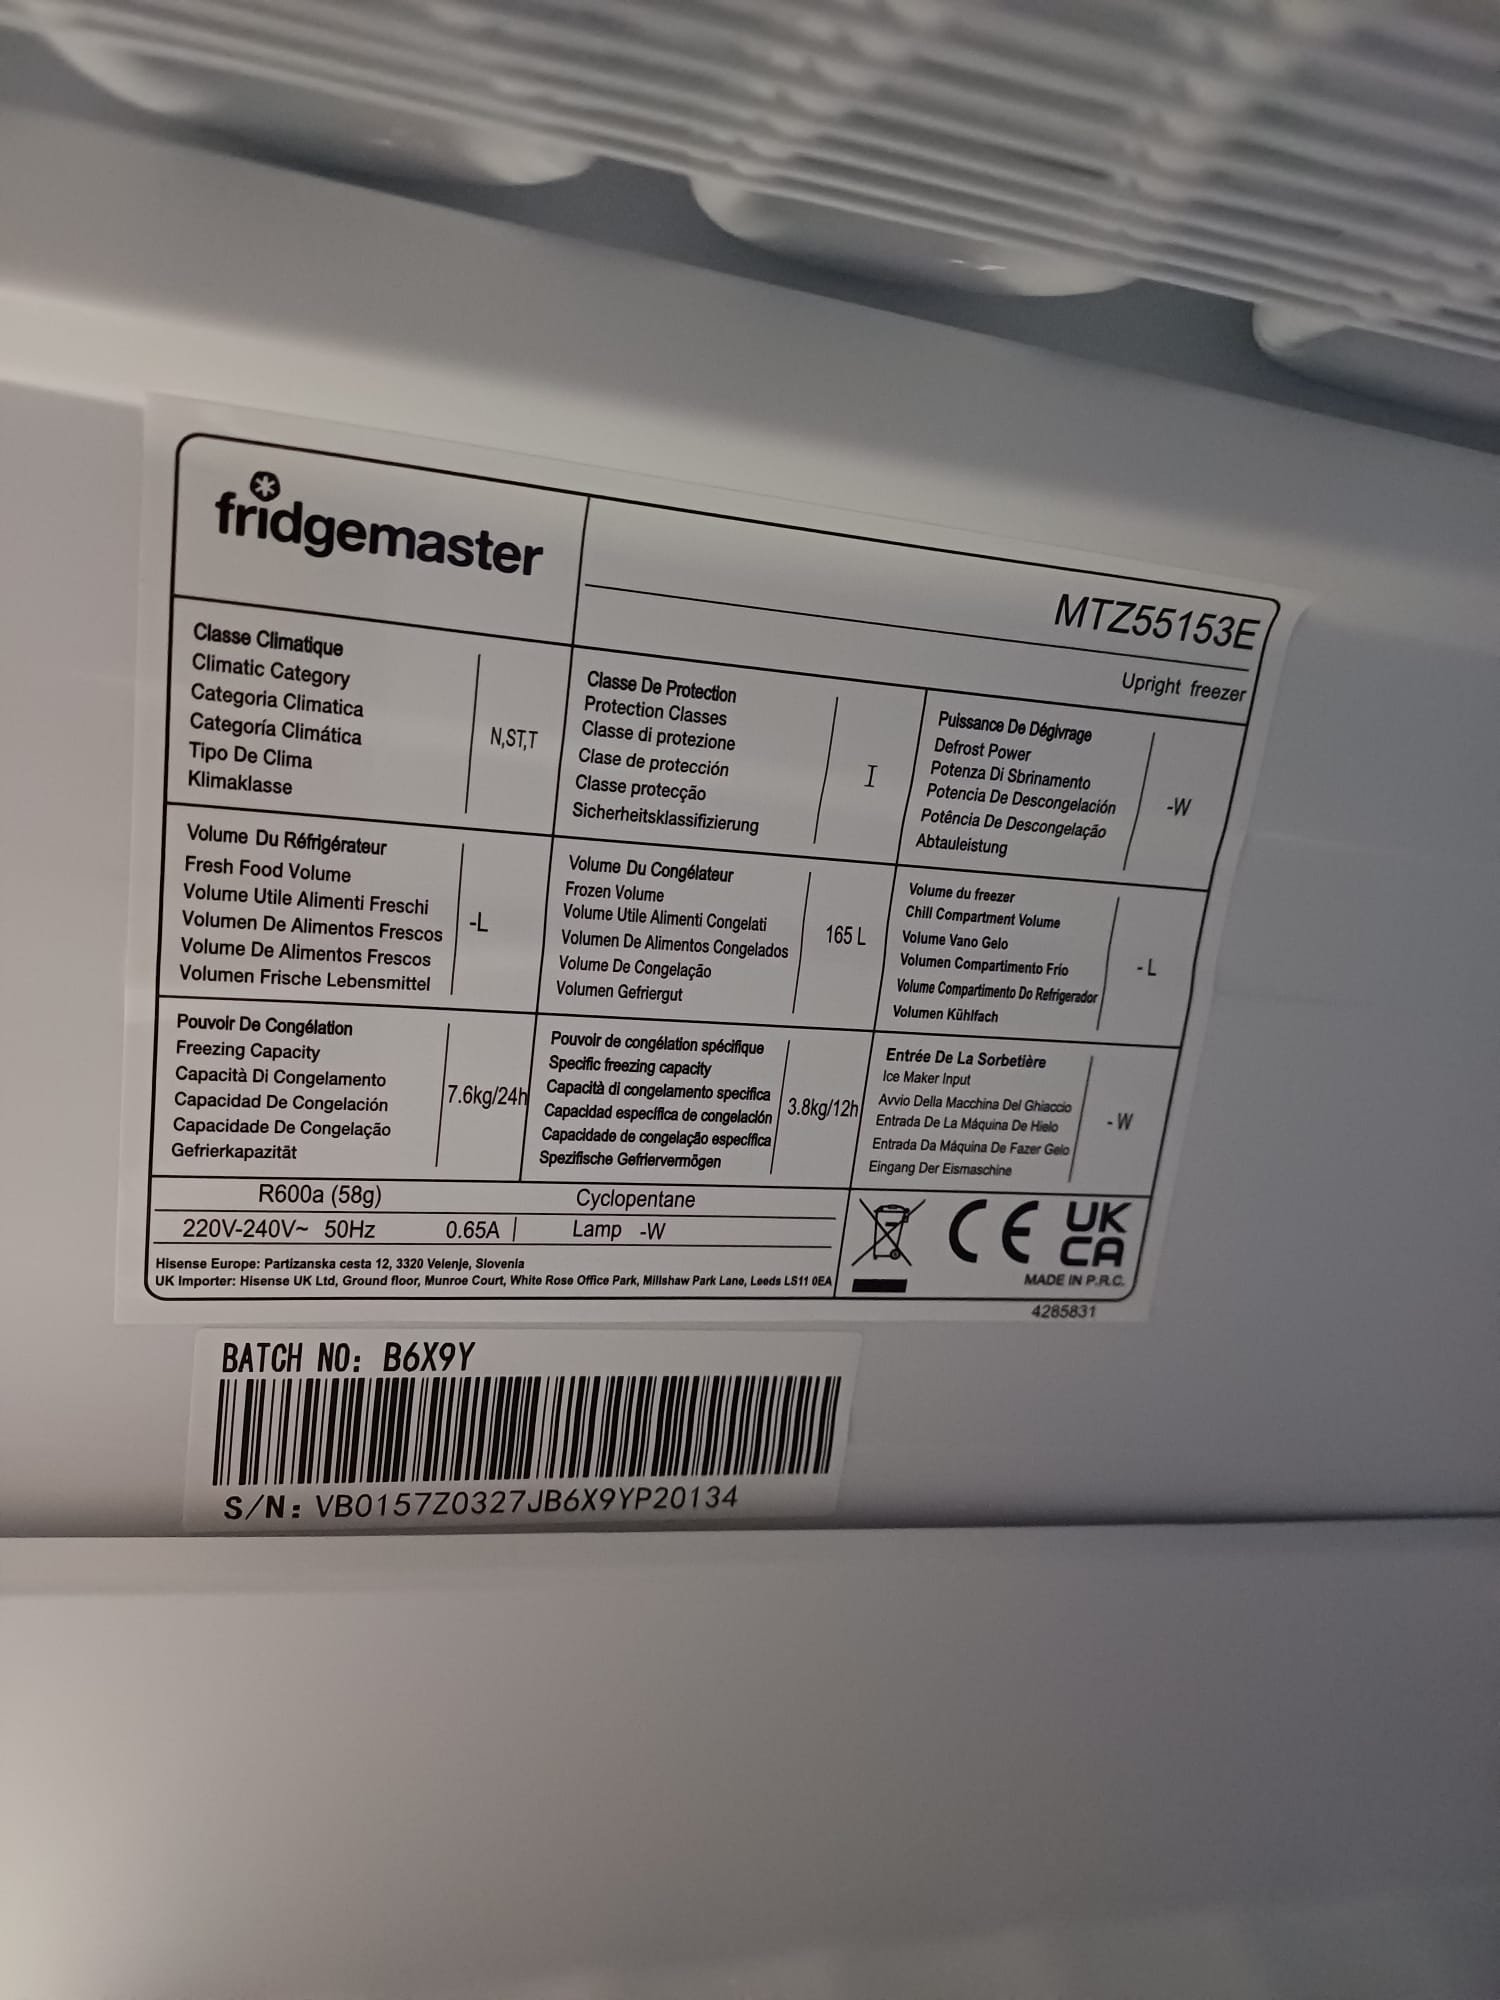 fridgemaster
MTZ55153E
Upright freezer
Classe Climatique
Climatic Category
Categoria Climatica
Categoría Climática
Tipo De Clima
Klimaklasse
N,ST,T
Classe De Protection
Protection Classes
Classe di protezione
Clase de protección
Classe protecção
Sicherheitsklassifizierung
I
Puissance De Dégivrage
Defrost Power
Potenza Di Sbrinamento
Potencia De Descongelación
Potência De Descongelação
Abtauleistung
-W
Volume Du Réfrigérateur
Fresh Food Volume
Volume Utile Alimenti Freschi
Volumen De Alimentos Frescos
Volume De Alimentos Frescos
Volumen Frische Lebensmittel
-L
Volume Du Congélateur
Frozen Volume
Volume Utile Alimenti Congelati
Volumen De Alimentos Congelados
Volume De Congelação
Volumen Gefriergut
165 L
Volume du freezer
Chill Compartment Volume
Volume Vano Gelo
Volumen Compartimento Frío
Volume Compartimento Do Refrigerador
Volumen Kühlfach
- L
Pouvoir De Congélation
Freezing Capacity
Capacità Di Congelamento
Capacidad De Congelación
Capacidade De Congelação
Gefrierkapazität
7.6kg/24h
Pouvoir de congélation spécifique
Specific freezing capacity
Capacità di congelamento specifica
Capacidad específica de congelación
Capacidade de congelação específica
Spezifische Gefriervermögen
3.8kg/12h
Entrée De La Sorbetière
Ice Maker Input
Avvio Della Macchina Del Ghiaccio
Entrada De La Máquina De Hielo
Entrada Da Máquina De Fazer Gelo
Eingang Der Eismaschine
- W
R600a (58g) Cyclopentane
220V-240V~ 50Hz 0.65A Lamp -W
Hisense Europe: Partizanska cesta 12, 3320 Velenje, Slovenia
UK Importer: Hisense UK Ltd, Ground floor, Munroe Court, White Rose Office Park, Millshaw Park Lane, Leeds LS11 0EA
CE UK
CA
MADE IN P.R.C.
4285831
BATCH NO: B6X9Y
S/N: VB0157Z0327JB6X9YP20134